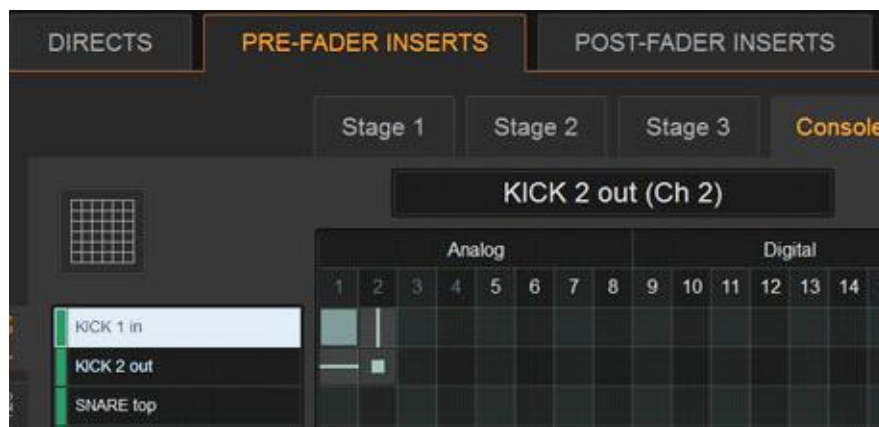 DIRECTS PRE-FADER INSERTS POST-FADER INSERTS
Stage 1 Stage 2 Stage 3 Console
KICK 2 out (Ch 2)
Analog Digital
1 2 3 4 5 6 7 8 9 10 11 12 13 14
KICK 1 in
KICK 2 out
SNARE top